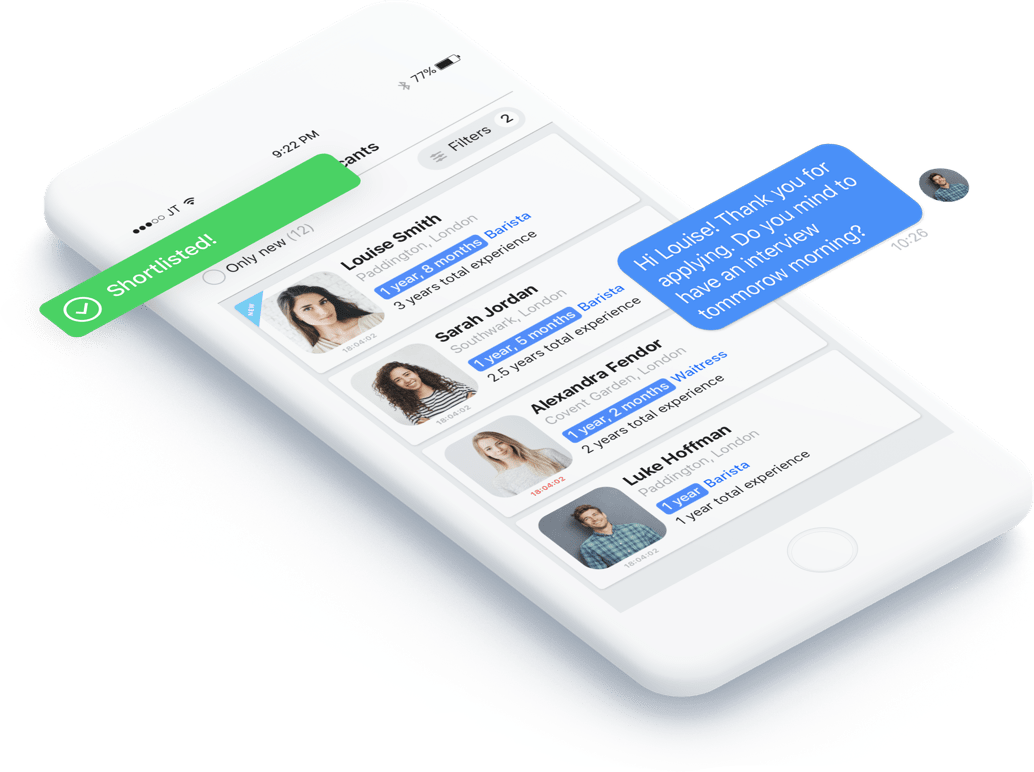 ●●●○○ JT
9:22 PM
77%
cants
Filters 2
Shortlisted!
Only new (12)
NEW
Louise Smith
Paddington, London
1 year, 8 months Barista
3 years total experience
18:04:02
Sarah Jordan
Southwark, London
1 year, 5 months Barista
2.5 years total experience
18:04:02
Alexandra Fendor
Covent Garden, London
1 year, 2 months Waitress
2 years total experience
18:04:02
Luke Hoffman
Paddington, London
1 year Barista
1 year total experience
18:04:02
Hi Louise! Thank you for
applying. Do you mind to
have an interview
tommorow morning?
10:26